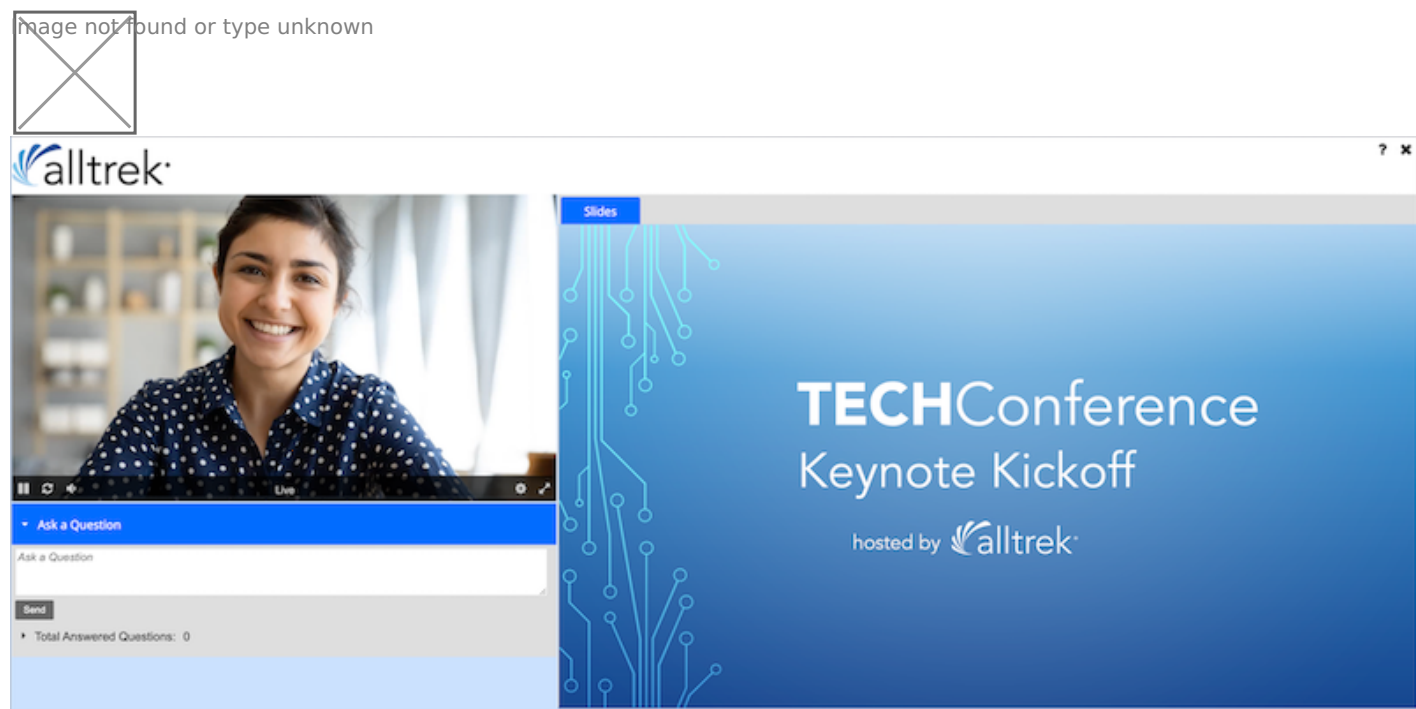 Image not found or type unknown
alltrek
? ✖
Slides
TECHConference
Keynote Kickoff
hosted by alltrek
Live
Ask a Question
Ask a Question
Send
Total Answered Questions: 0